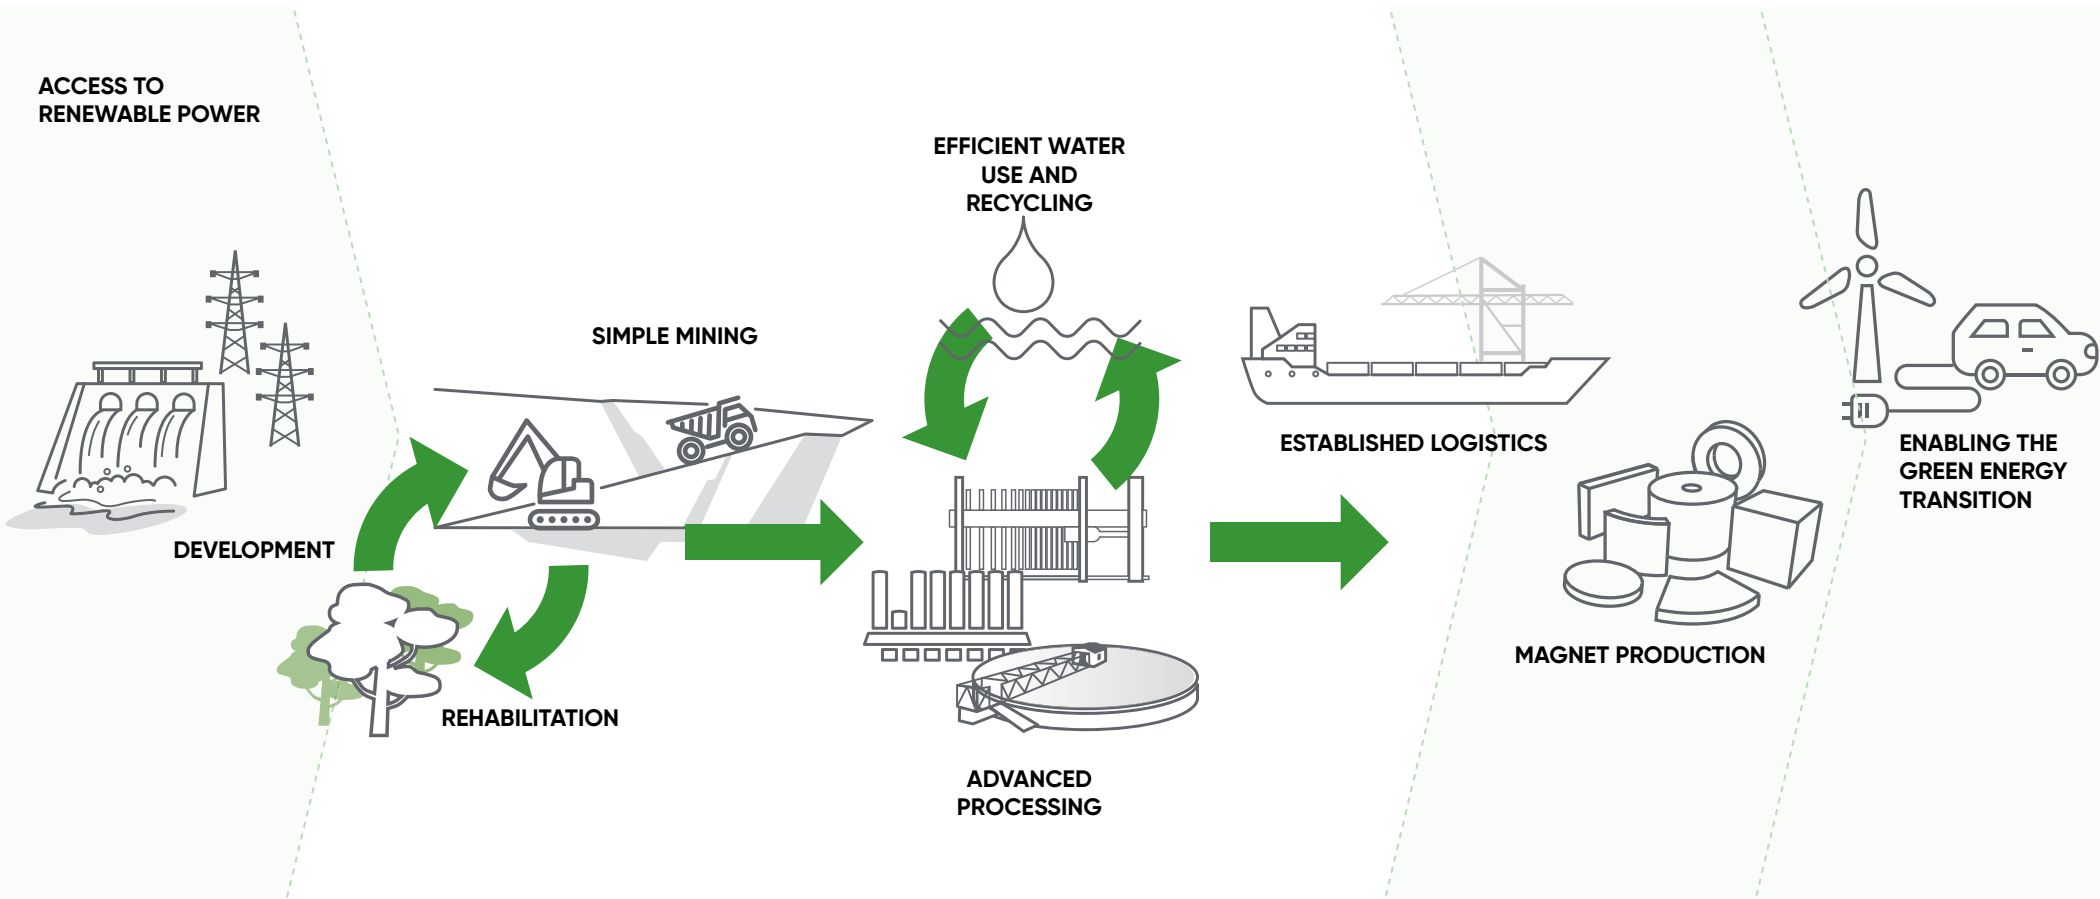 ACCESS TO
RENEWABLE POWER
DEVELOPMENT
REHABILITATION
SIMPLE MINING
EFFICIENT WATER
USE AND
RECYCLING
ADVANCED
PROCESSING
ESTABLISHED LOGISTICS
MAGNET PRODUCTION
ENABLING THE
GREEN ENERGY
TRANSITION